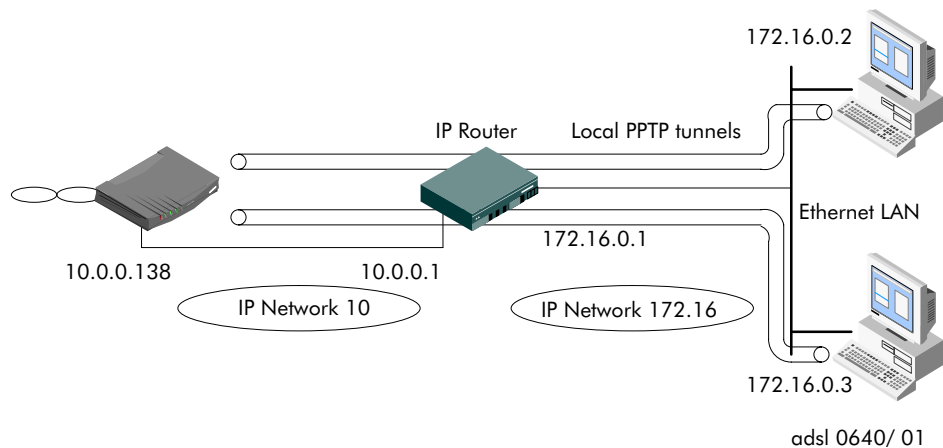 172.16.0.2
IP Router
Local PPTP tunnels
Ethernet LAN
172.16.0.1
10.0.0.138
10.0.0.1
IP Network 10
IP Network 172.16
172.16.0.3
adsl 0640/ 01